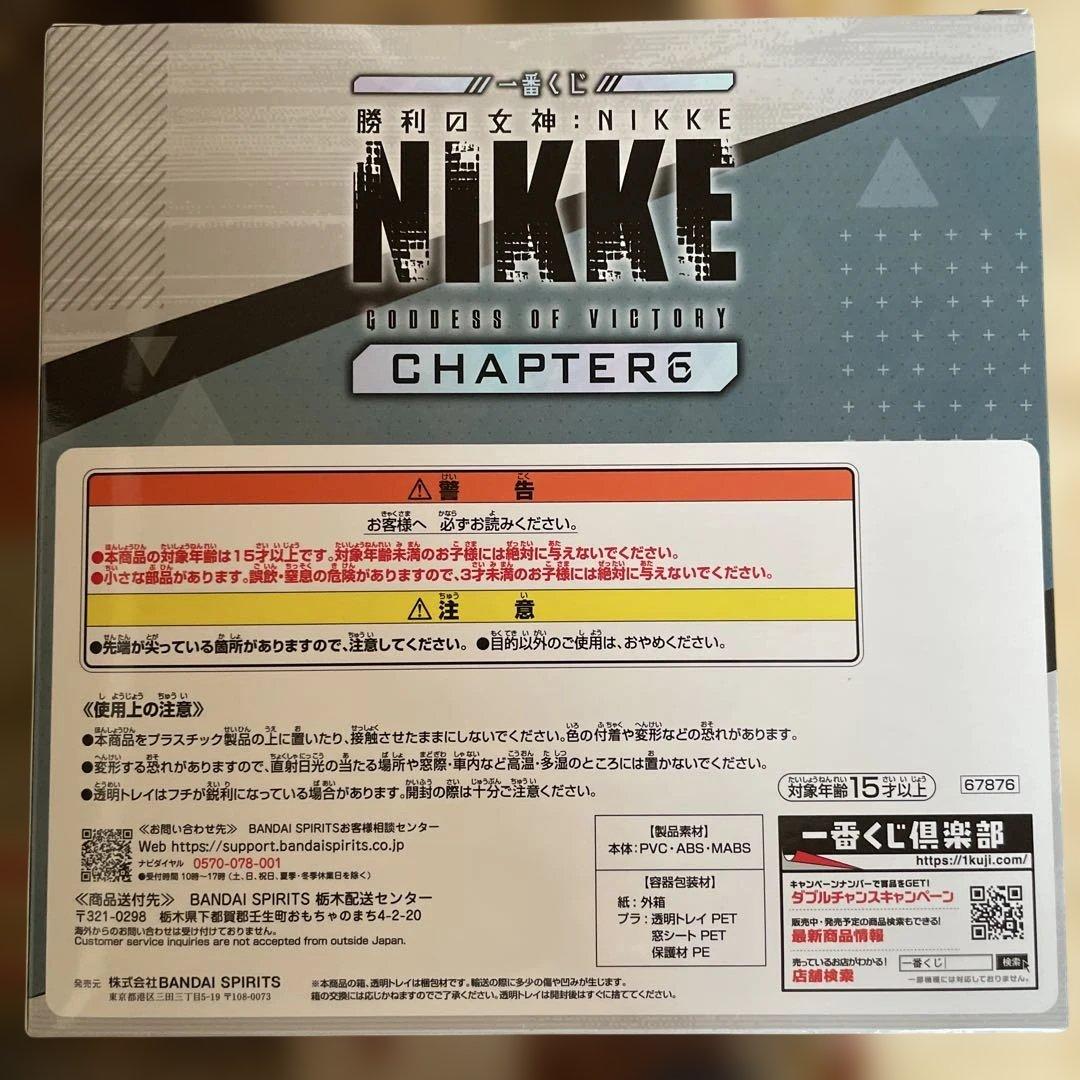 一番くじ
勝利の女神:NIKKE
NIKKE
GODDESS OF VICTORY
CHAPTER6
⚠警告
お客様へ 必ずお読みください。
●本商品の対象年齢は15才以上です。対象年齢未満のお子様には絶対に与えないでください。
●小さな部品があります。誤飲・窒息の危険がありますので、3才未満のお子様には絶対に与えないでください。
⚠注意
●先端が尖っている箇所がありますので、注意してください。 ●目的以外のご使用は、おやめください。
《使用上の注意》
●本商品をプラスチック製品の上に置いたり、接触させたままにしないでください。色の付着や変形などの恐れがあります。
●変形する恐れがありますので、直射日光の当たる場所や窓際・車内など高温・多湿のところには置かないでください。
●透明トレイはフチが鋭利になっている場合があります。開封の際は十分ご注意ください。
対象年齢15才以上
67876
≪お問い合わせ先≫ BANDAI SPIRITSお客様相談センター
Web https://support.bandaispirits.co.jp
ナビダイヤル 0570-078-001
●受付時間 10時〜17時(土、日、祝日、夏季・冬季休業日を除く)
≪商品送付先≫ BANDAI SPIRITS 栃木配送センター
〒321-0298 栃木県下都賀郡壬生町おもちゃのまち4-2-20
海外からのお問い合わせは受け付けておりません。
Customer service inquiries are not accepted from outside Japan.
発売元 株式会社BANDAI SPIRITS
東京都港区三田三丁目5-19 〒108-0073
【製品素材】
本体:PVC・ABS・MABS
【容器包装材】
紙:外箱
プラ:透明トレイ PET
窓シート PET
保護材 PE
※本商品の箱、透明トレイは梱包材です。輸送の際に多少の傷や凹みが生じます。
箱の交換には応じかねますのでご了承ください。透明トレイは開封後はすぐに捨ててください。
一番くじ倶楽部
https://1kuji.com/
キャンペーンナンバーで賞品をGET!
ダブルチャンスキャンペーン
販売中・発売予定の商品検索もできる!
最新商品情報
売っているお店がわかる!
店舗検索
一番くじ 検索
一部機種には対応しておりません。